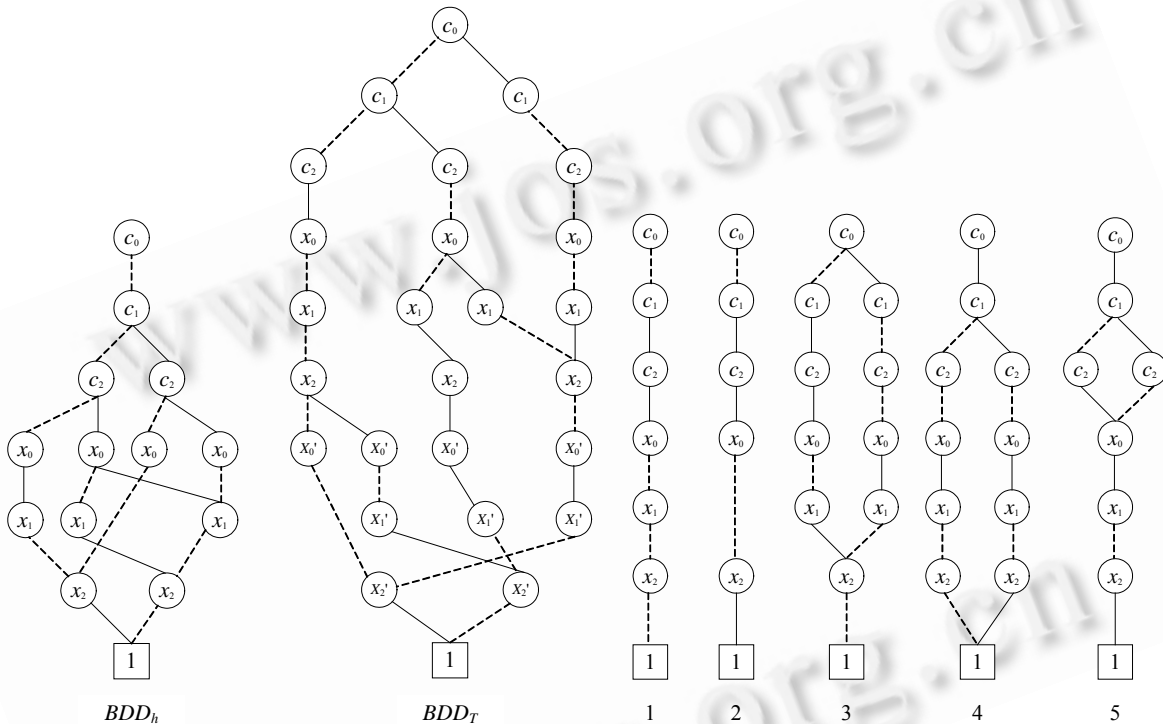 c₀
c₁ c₁
c₂ c₂ c₂
c₀ x₀ x₀ x₀ c₀ c₀ c₀ c₀ c₀
c₁ x₁ x₁ x₁ x₁ c₁ c₁ c₁ c₁ c₁ c₁
c₂ c₂ x₂ x₂ x₂ c₂ c₂ c₂ c₂ c₂ c₂ c₂ c₂
x₀ x₀ x₀ x₀ X₀' X₀' X₀' X₀' x₀ x₀ x₀ x₀ x₀ x₀ x₀
x₁ x₁ x₁ X₁' X₁' X₁' x₁ x₁ x₁ x₁ x₁ x₁
x₂ x₂ X₂' X₂' x₂ x₂ x₂ x₂ x₂ x₂
1 1 1 1 1 1 1
BDDₕ BDD_T 1 2 3 4 5
www.jos.org.cn